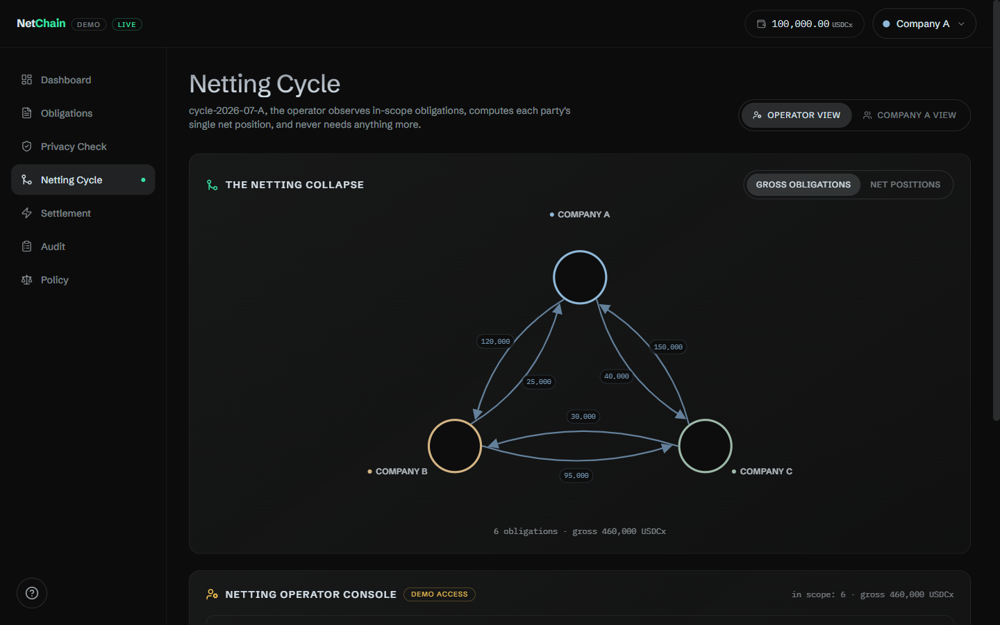 NetChain DEMO LIVE
100,000.00 USDCx
Company A
Dashboard
Obligations
Privacy Check
Netting Cycle
Settlement
Audit
Policy
Netting Cycle
cycle-2026-07-A, the operator observes in-scope obligations, computes each party's
single net position, and never needs anything more.
OPERATOR VIEW
COMPANY A VIEW
THE NETTING COLLAPSE
GROSS OBLIGATIONS
NET POSITIONS
COMPANY A
120,000
150,000
25,000
40,000
30,000
COMPANY B
COMPANY C
95,000
6 obligations · gross 460,000 USDCx
NETTING OPERATOR CONSOLE DEMO ACCESS
in scope: 6 · gross 460,000 USDCx